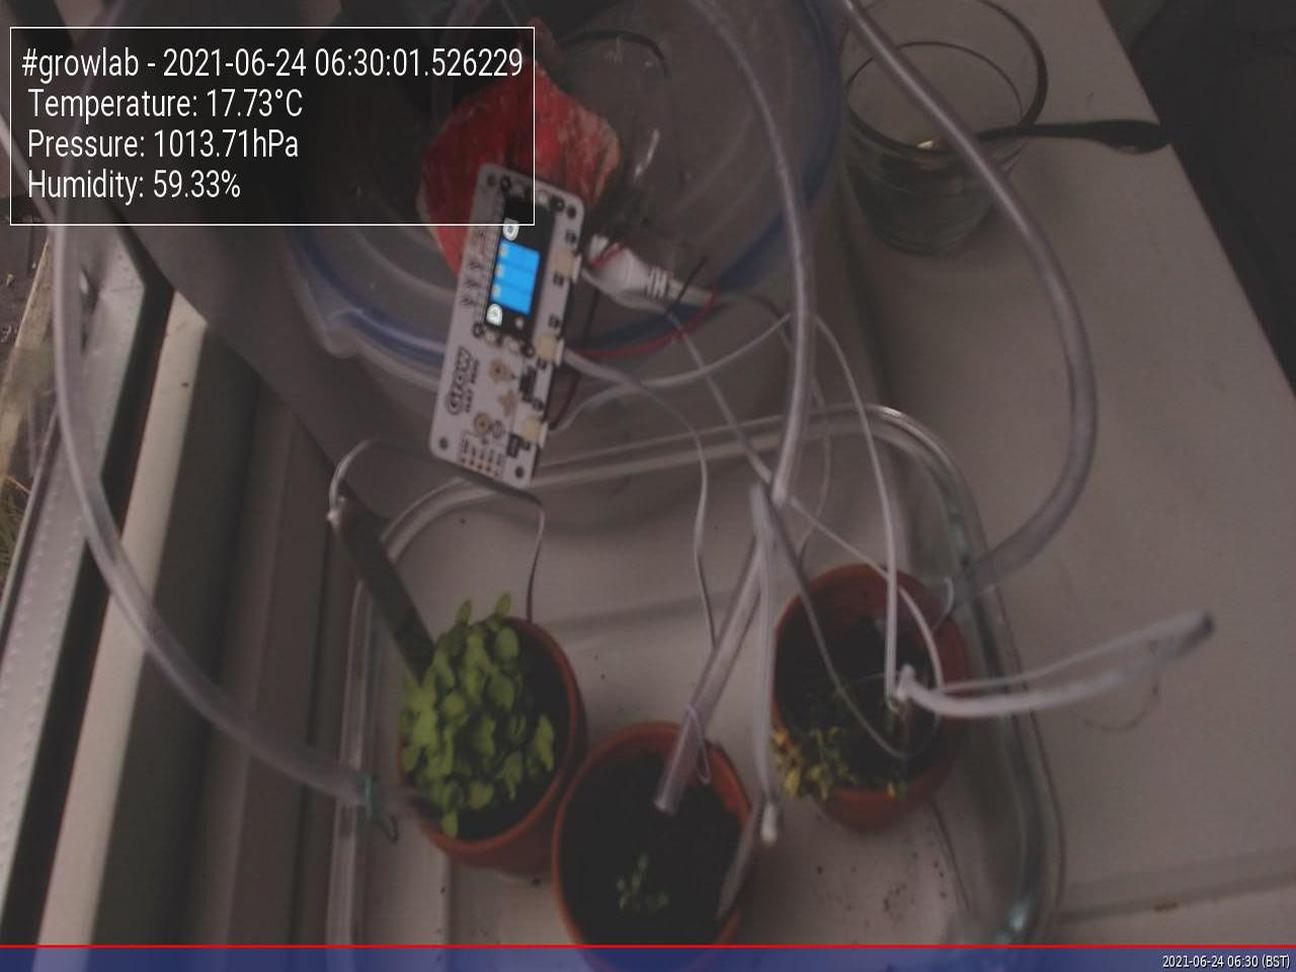 #growlab - 2021-06-24 06:30:01.526229
Temperature: 17.73°C
Pressure: 1013.71hPa
Humidity: 59.33%
GROW
2021-06-24 06:30 (BST)